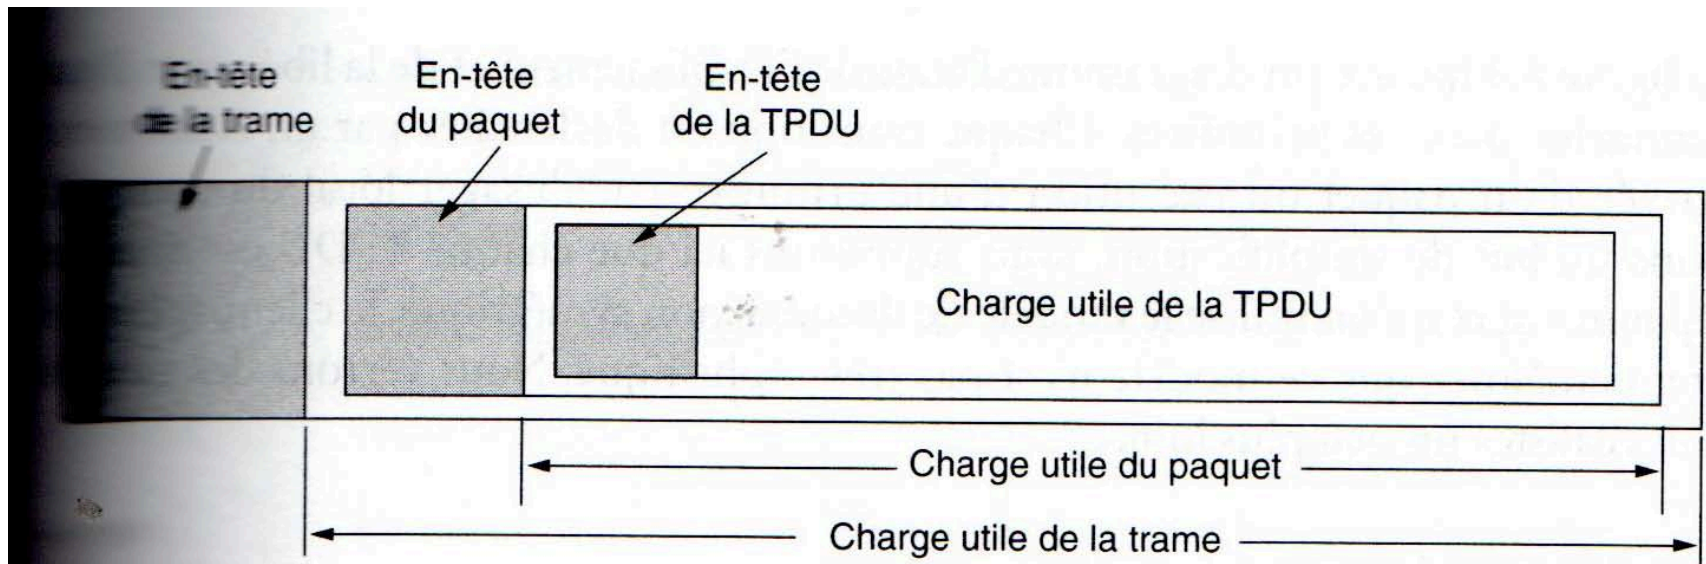 En-tête
de la trame
En-tête
du paquet
En-tête
de la TPDU
Charge utile de la TPDU
Charge utile du paquet
Charge utile de la trame